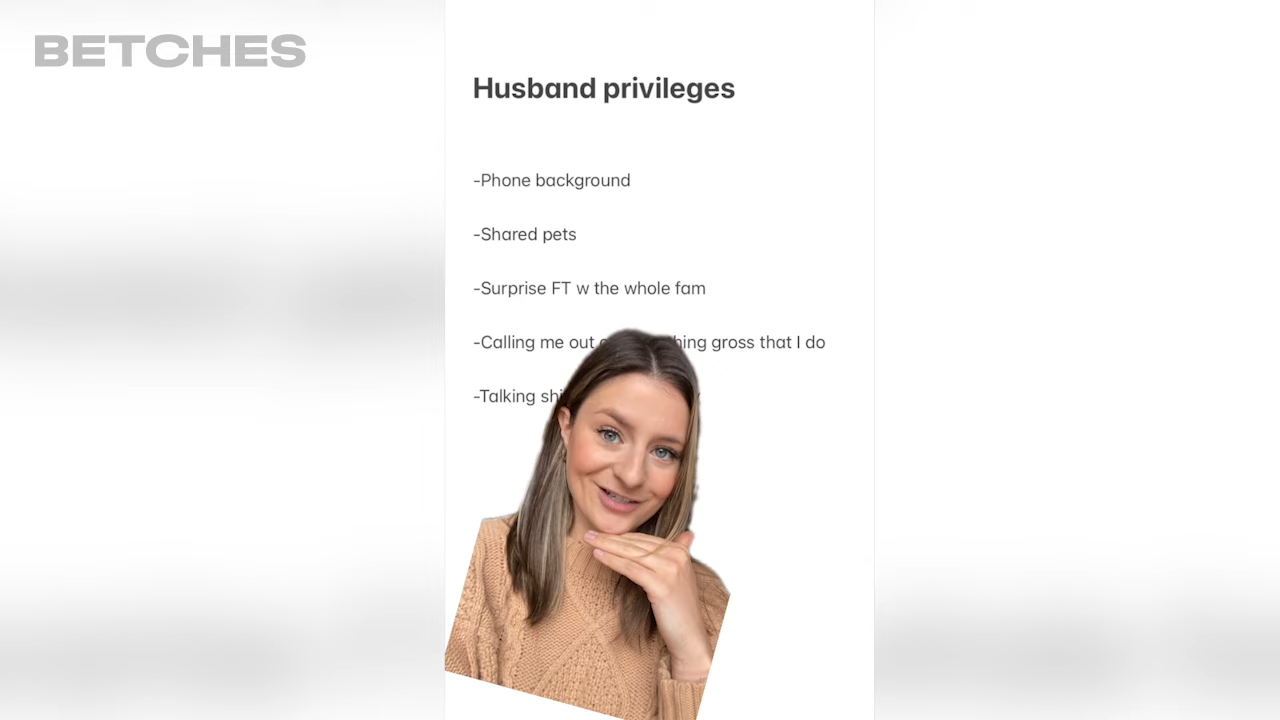 BETCHES
Husband privileges
-Phone background
-Shared pets
-Surprise FT w the whole fam
-Calling me out gross that I do
-Talking